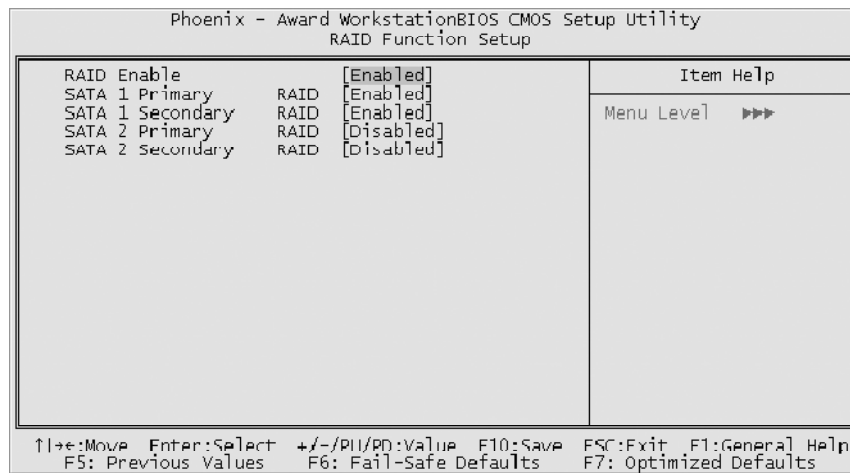 Phoenix - Award WorkstationBIOS CMOS Setup Utility
RAID Function Setup
RAID Enable [Enabled]
SATA 1 Primary RAID [Enabled]
SATA 1 Secondary RAID [Enabled]
SATA 2 Primary RAID [Disabled]
SATA 2 Secondary RAID [Disabled]
Item Help
Menu Level ►►►
↑↓→←:Move Enter:Select +/-/PU/PD:Value F10:Save ESC:Exit F1:General Help
F5: Previous Values F6: Fail-Safe Defaults F7: Optimized Defaults